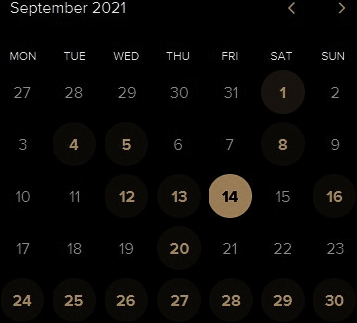 September 2021 < >
MON TUE WED THU FRI SAT SUN
27 28 29 30 31 1 2
3 4 5 6 7 8 9
10 11 12 13 14 15 16
17 18 19 20 21 22 23
24 25 26 27 28 29 30